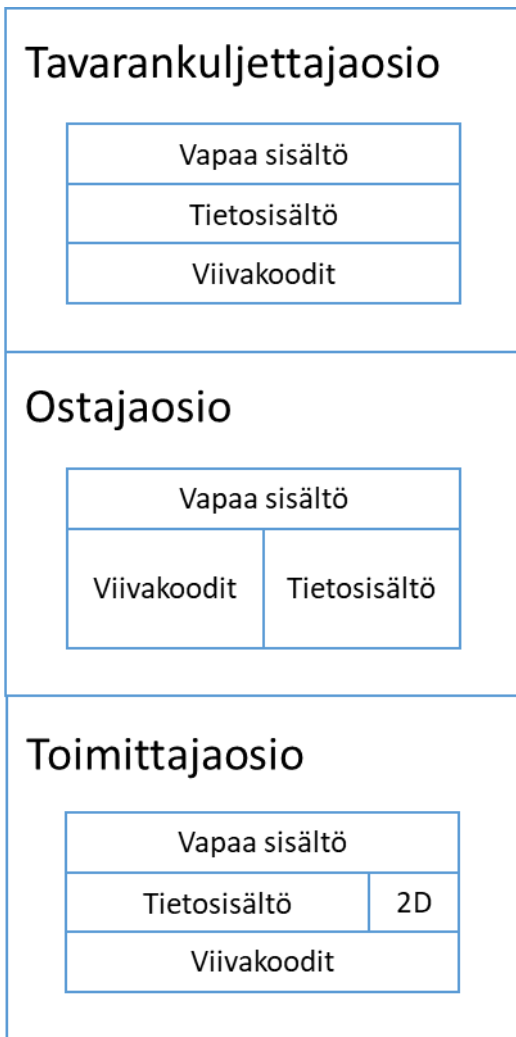 Tavarankuljettajaosio
Vapaa sisältö
Tietosisältö
Viivakoodit
Ostajaosio
Vapaa sisältö
Viivakoodit Tietosisältö
Toimittajaosio
Vapaa sisältö
Tietosisältö 2D
Viivakoodit